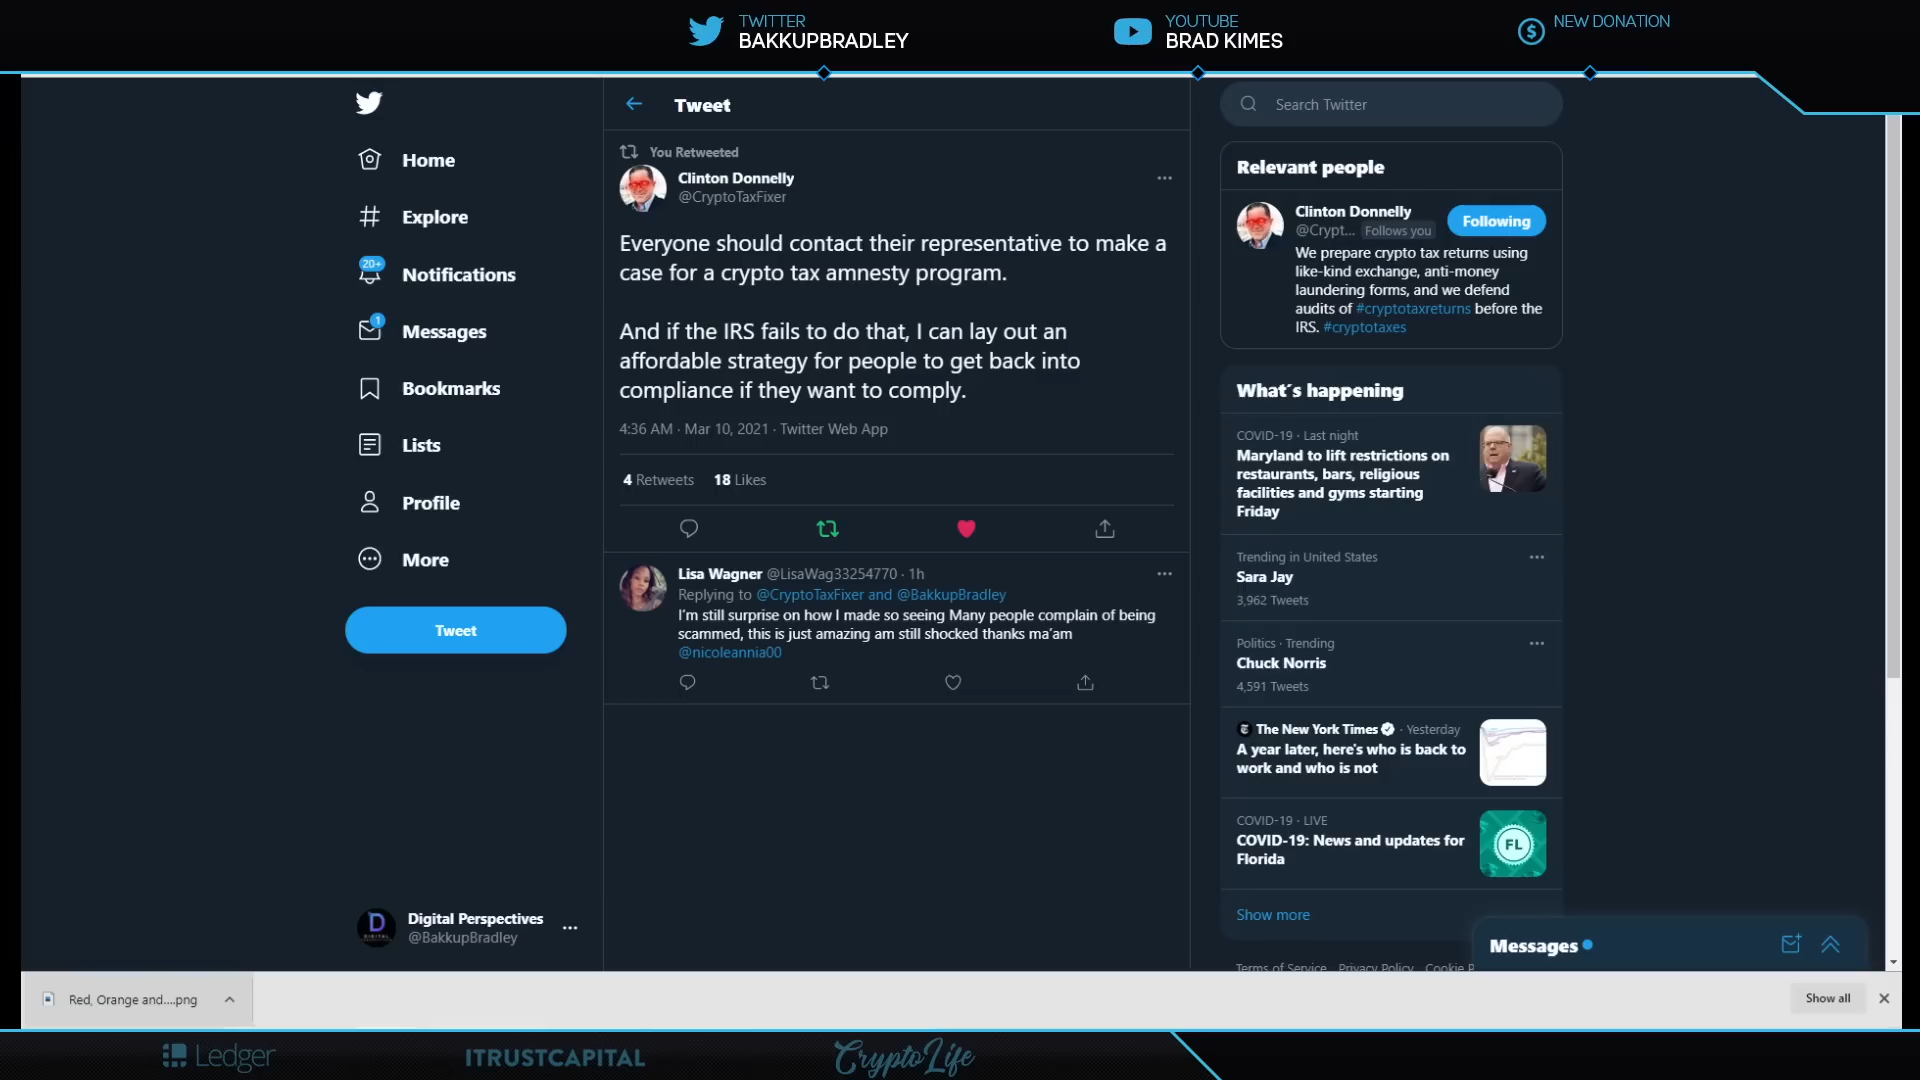 TWITTER
BAKKUPBRADLEY
YOUTUBE
BRAD KIMES
NEW DONATION
Home
Explore
20+
Notifications
1
Messages
Bookmarks
Lists
Profile
More
Tweet
Digital Perspectives
@BakkupBradley
Tweet
You Retweeted
Clinton Donnelly
@CryptoTaxFixer
Everyone should contact their representative to make a
case for a crypto tax amnesty program.
And if the IRS fails to do that, I can lay out an
affordable strategy for people to get back into
compliance if they want to comply.
4:36 AM · Mar 10, 2021 · Twitter Web App
4 Retweets 18 Likes
Lisa Wagner @LisaWag33254770 · 1h
Replying to @CryptoTaxFixer and @BakkupBradley
I'm still surprise on how I made so seeing Many people complain of being
scammed, this is just amazing am still shocked thanks ma'am
@nicoleannia00
Search Twitter
Relevant people
Clinton Donnelly
@Crypt... Follows you
Following
We prepare crypto tax returns using
like-kind exchange, anti-money
laundering forms, and we defend
audits of #cryptotaxreturns before the
IRS. #cryptotaxes
What´s happening
COVID-19 · Last night
Maryland to lift restrictions on
restaurants, bars, religious
facilities and gyms starting
Friday
Trending in United States
Sara Jay
3,962 Tweets
Politics · Trending
Chuck Norris
4,591 Tweets
The New York Times · Yesterday
A year later, here's who is back to
work and who is not
COVID-19 · LIVE
COVID-19: News and updates for
Florida
FL
Show more
Terms of Service Privacy Policy Cookie P
Messages
Red, Orange and....png
Show all
Ledger
ITRUSTCAPITAL
CryptoLife